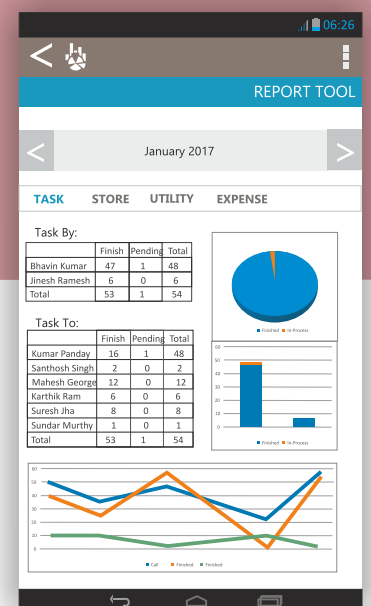 06:26
REPORT TOOL
< January 2017 >
TASK STORE UTILITY EXPENSE
Task By:
Finish Pending Total
Bhavin Kumar 47 1 48
Jinesh Ramesh 6 0 6
Total 53 1 54
Finished In-Process
Task To:
Finish Pending Total
Kumar Panday 16 1 48
Santhosh Singh 2 0 2
Mahesh George 12 0 12
Karthik Ram 6 0 6
Suresh Jha 8 0 8
Sundar Murthy 1 0 1
Total 53 1 54
60
50
40
30
20
10
0
Finished In-Process
60
50
40
30
20
10
0
Call Finished Finished